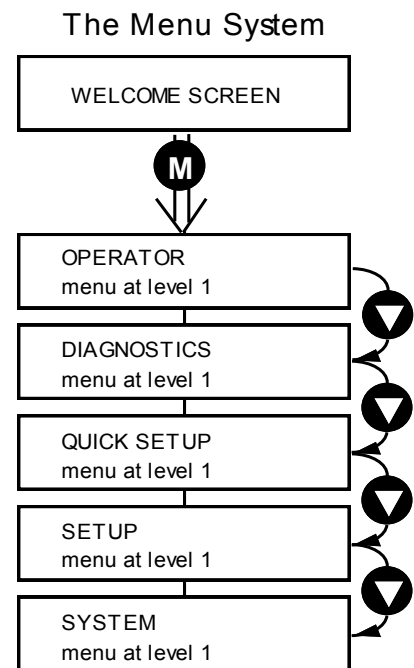 The Menu System
WELCOME SCREEN
M
OPERATOR
menu at level 1
DIAGNOSTICS
menu at level 1
QUICK SETUP
menu at level 1
SETUP
menu at level 1
SYSTEM
menu at level 1